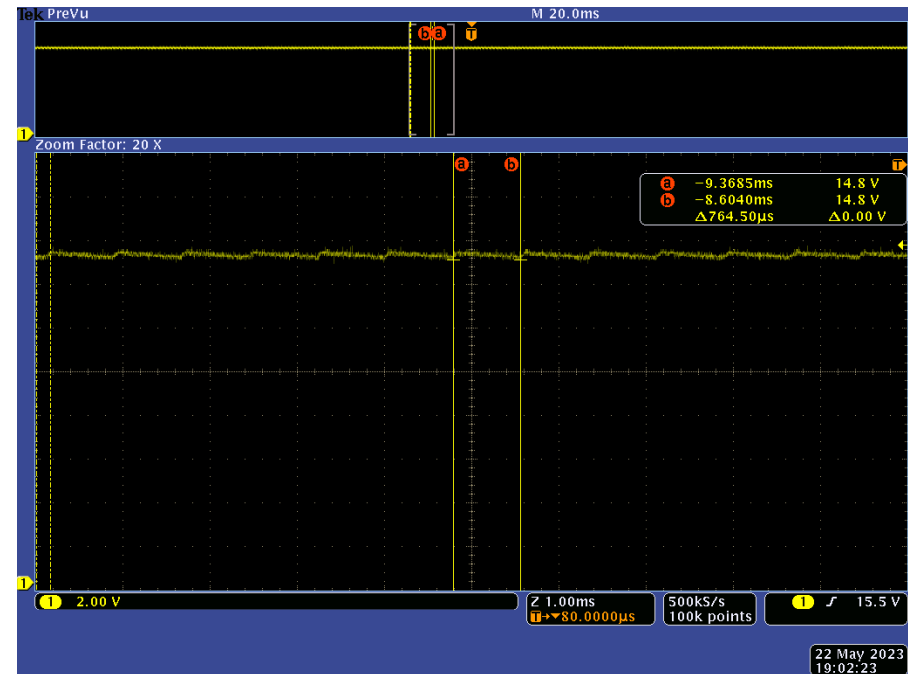 Tek PreVu M 20.0ms
b a T
1
Zoom Factor: 20 X
a b T
a −9.3685ms 14.8 V
b −8.6040ms 14.8 V
Δ764.50μs Δ0.00 V
1
1 2.00 V Z 1.00ms 500kS/s 1 15.5 V
T→▼80.0000μs 100k points
22 May 2023
19:02:23